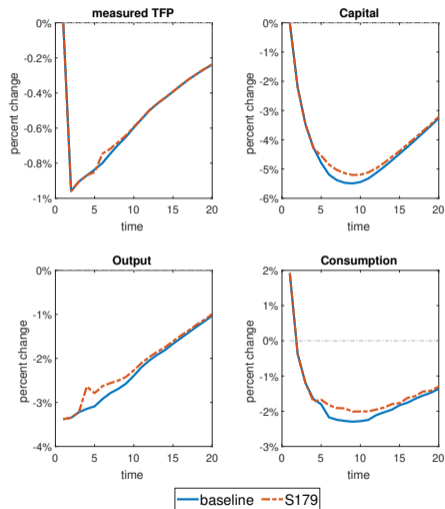 measured TFP
0%
-0.2%
-0.4%
-0.6%
-0.8%
-1%
percent change
0 5 10 15 20
time
Capital
0%
-1%
-2%
-3%
-4%
-5%
-6%
percent change
0 5 10 15 20
time
Output
0%
-1%
-2%
-3%
-4%
percent change
0 5 10 15 20
time
Consumption
2%
1%
0%
-1%
-2%
-3%
percent change
0 5 10 15 20
time
baseline S179